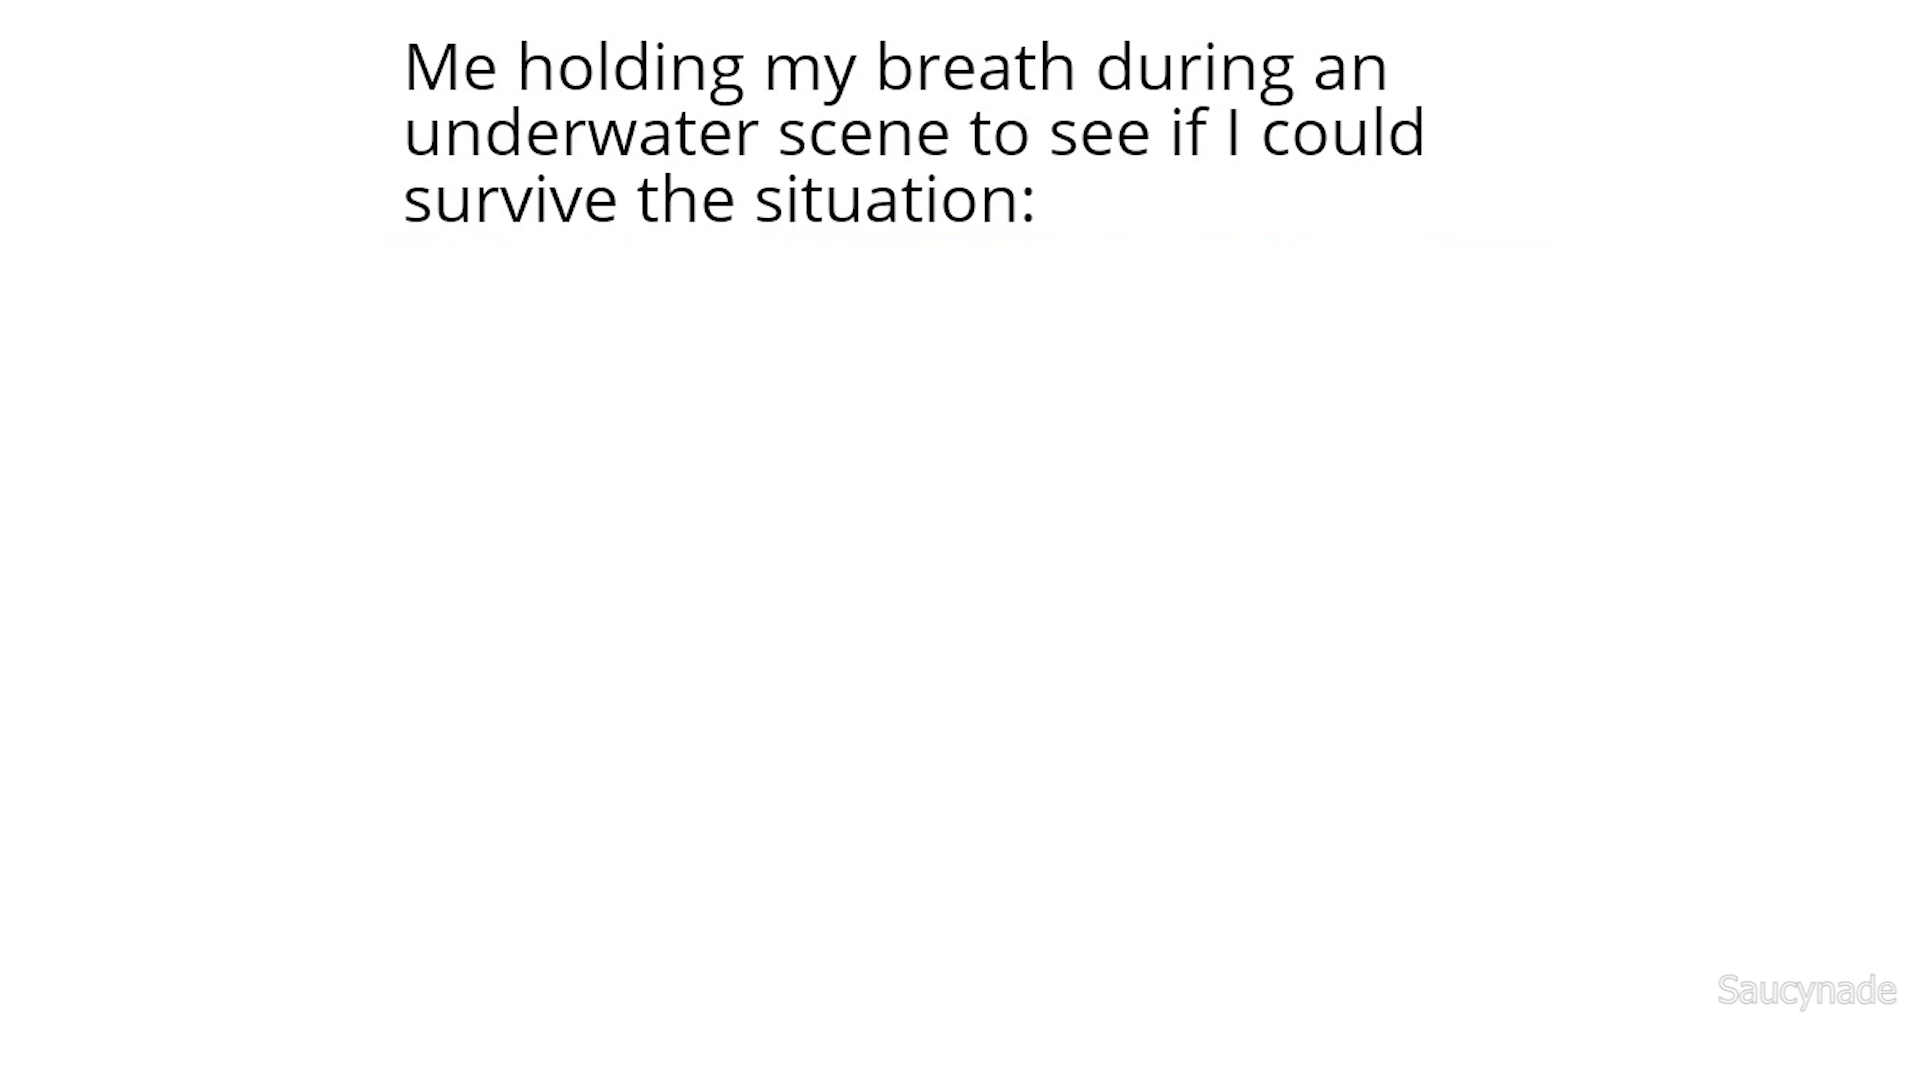 Me holding my breath during an
underwater scene to see if I could
survive the situation:
Saucynade